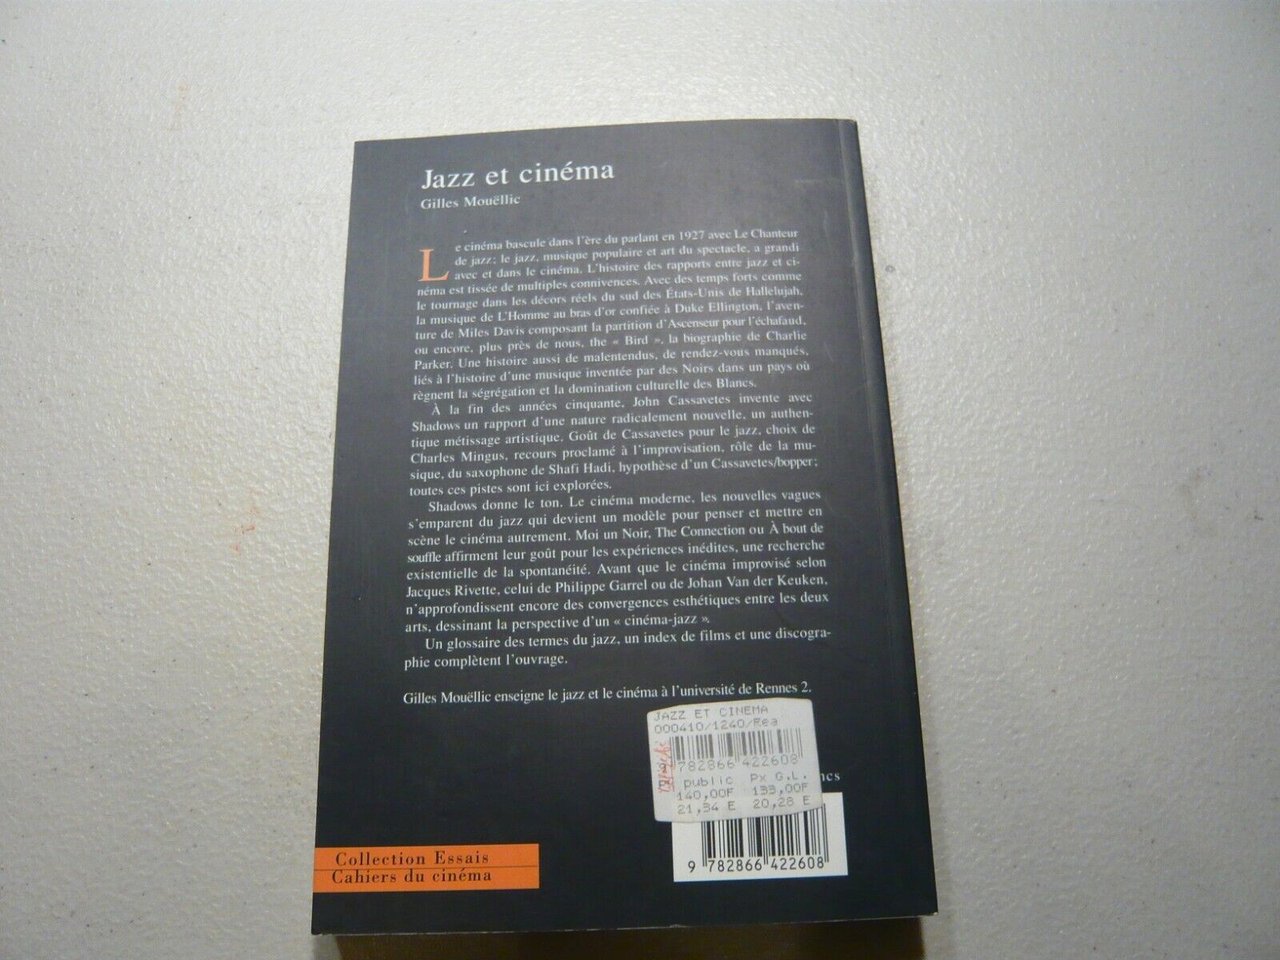 Jazz et cinéma
Gilles Mouëllic
Le cinéma bascule dans l'ère du parlant en 1927 avec Le Chanteur
de jazz; le jazz, musique populaire et art du spectacle, a grandi
avec et dans le cinéma. L'histoire des rapports entre jazz et ci-
néma est tissée de multiples connivences. Avec des temps forts comme
le tournage dans les décors réels du sud des États-Unis de Hallelujah,
la musique de L'Homme au bras d'or confiée à Duke Ellington, l'aven-
ture de Miles Davis composant la partition d'Ascenseur pour l'échafaud,
ou encore, plus près de nous, the « Bird », la biographie de Charlie
Parker. Une histoire aussi de malentendus, de rendez-vous manqués,
liés à l'histoire d'une musique inventée par des Noirs dans un pays où
règnent la ségrégation et la domination culturelle des Blancs.
À la fin des années cinquante, John Cassavetes invente avec
Shadows un rapport d'une nature radicalement nouvelle, un authen-
tique métissage artistique. Goût de Cassavetes pour le jazz, choix de
Charles Mingus, recours proclamé à l'improvisation, rôle de la mu-
sique, du saxophone de Shafi Hadi, hypothèse d'un Cassavetes/bopper;
toutes ces pistes sont ici explorées.
Shadows donne le ton. Le cinéma moderne, les nouvelles vagues
s'emparent du jazz qui devient un modèle pour penser et mettre en
scène le cinéma autrement. Moi un Noir, The Connection ou À bout de
souffle affirment leur goût pour les expériences inédites, une recherche
existentielle de la spontanéité. Avant que le cinéma improvisé selon
Jacques Rivette, celui de Philippe Garrel ou de Johan Van der Keuken,
n'approfondissent encore des convergences esthétiques entre les deux
arts, dessinant la perspective d'un « cinéma-jazz ».
Un glossaire des termes du jazz, un index de films et une discogra-
phie complètent l'ouvrage.
Gilles Mouëllic enseigne le jazz et le cinéma à l'université de Rennes 2.
JAZZ ET CINEMA
000410/1240/Rea
9 782866 422608
public Px G.L.
140,00F 133,00F
21,34 E 20,28 E
ncs
9 782866 422608
Collection Essais
Cahiers du cinéma